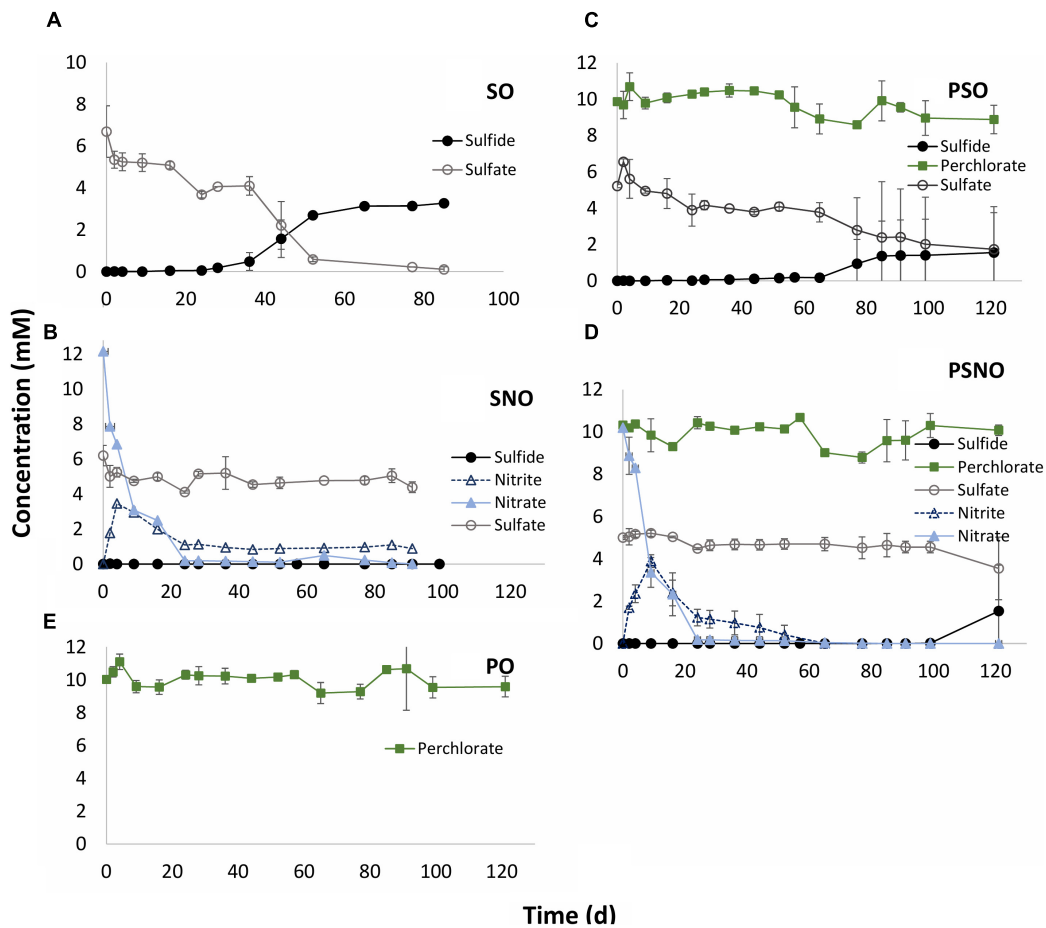 A
SO
10
8
6
4
2
0
0 20 40 60 80 100
Sulfide
Sulfate
C
PSO
12
10
8
6
4
2
0
0 20 40 60 80 100 120
Sulfide
Perchlorate
Sulfate
B
SNO
12
10
8
6
4
2
0
0 20 40 60 80 100 120
Sulfide
Nitrite
Nitrate
Sulfate
D
PSNO
12
10
8
6
4
2
0
0 20 40 60 80 100 120
Sulfide
Perchlorate
Sulfate
Nitrite
Nitrate
E
PO
12
10
8
6
4
2
0
0 20 40 60 80 100 120
Perchlorate
Concentration (mM)
Time (d)